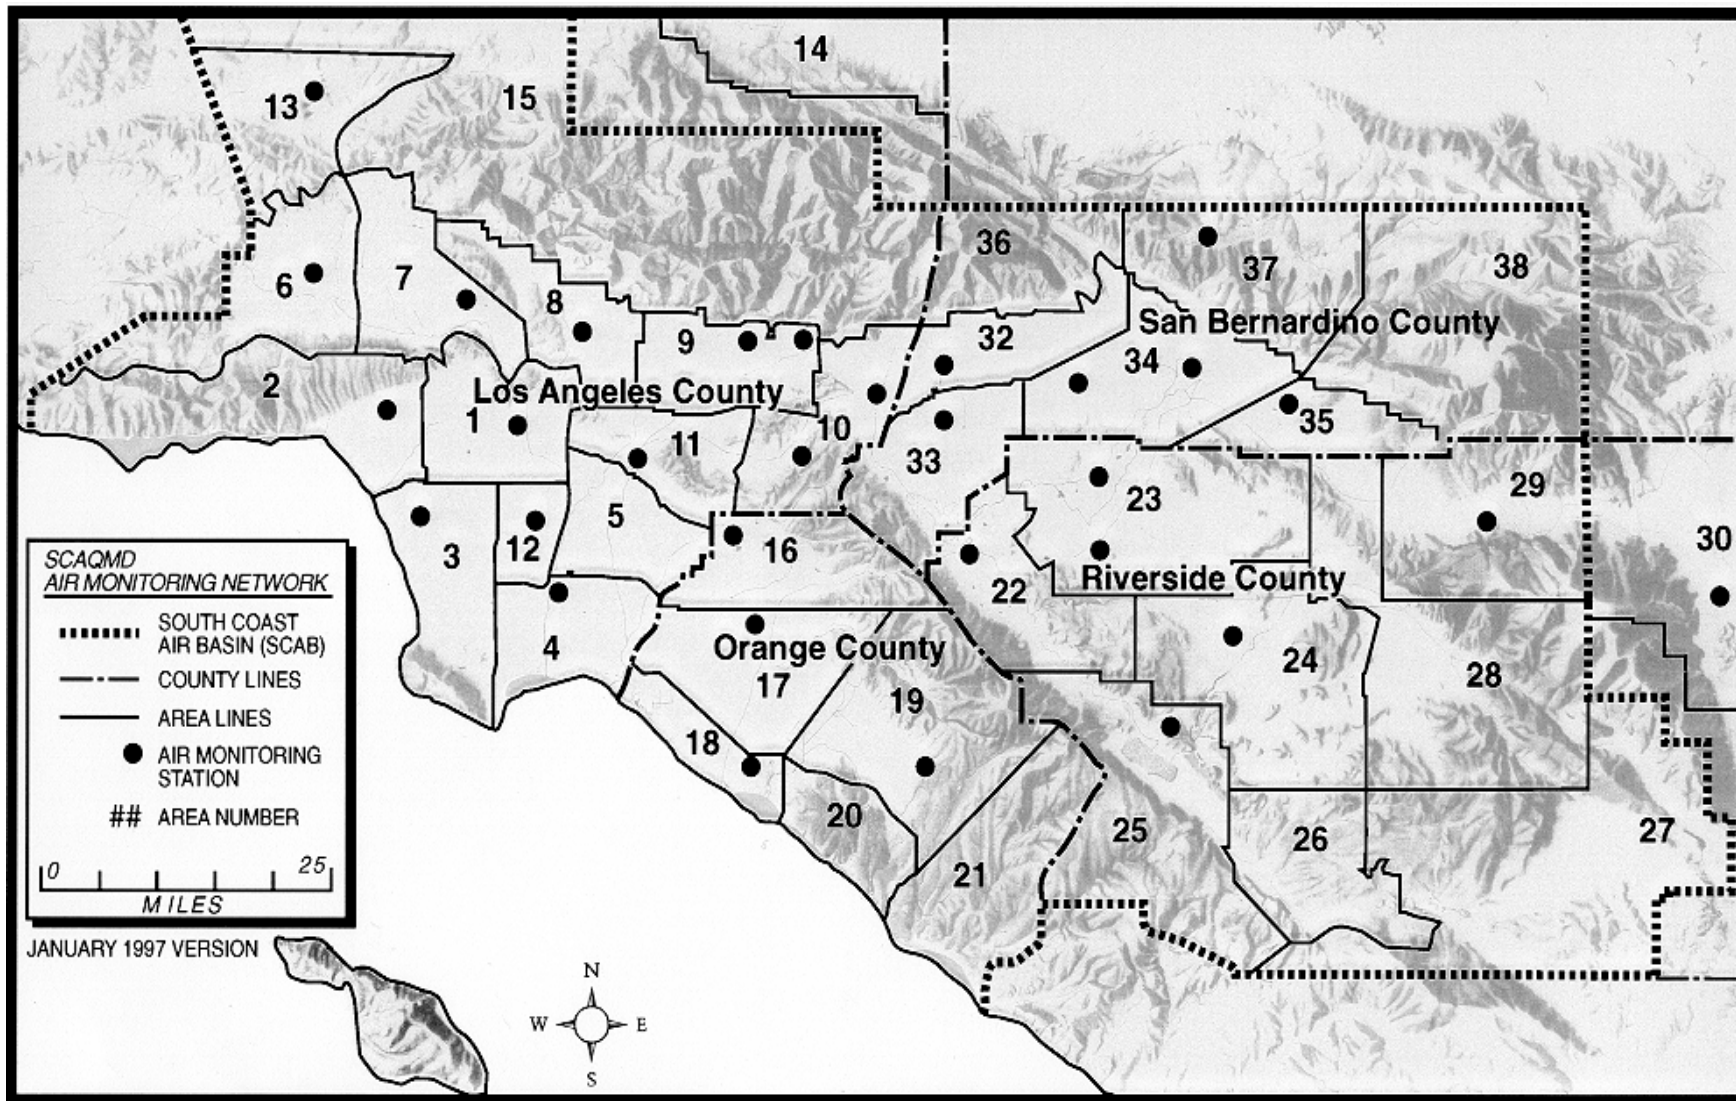 14
15
13
36
37
38
6
7
8
San Bernardino County
9
32
34
2
Los Angeles County
1
10
35
11
33
29
23
5
3
12
16
30
Riverside County
22
4
Orange County
24
28
17
19
18
20
25
26
27
21
SCAQMD
AIR MONITORING NETWORK
SOUTH COAST
AIR BASIN (SCAB)
COUNTY LINES
AREA LINES
AIR MONITORING
STATION
## AREA NUMBER
0 25
MILES
JANUARY 1997 VERSION
N
W E
S